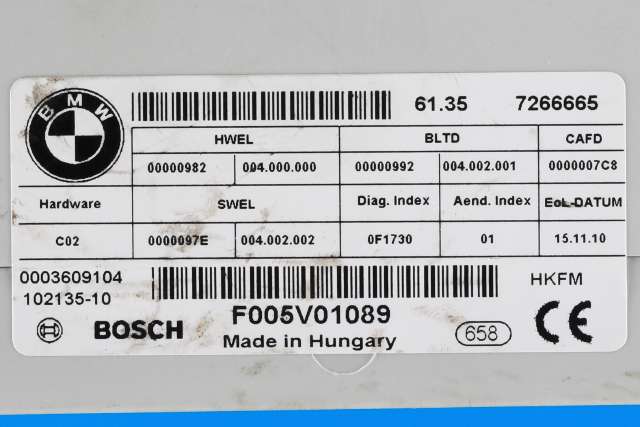 BMW
61.35 7266665
HWEL BLTD CAFD
00000982 004.000.000 00000992 004.002.001 0000007C8
Hardware SWEL Diag. Index Aend. Index EoL-DATUM
C02 0000097E 004.002.002 0F1730 01 15.11.10
0003609104 HKFM
102135-10
BOSCH F005V01089 658 CE
Made in Hungary